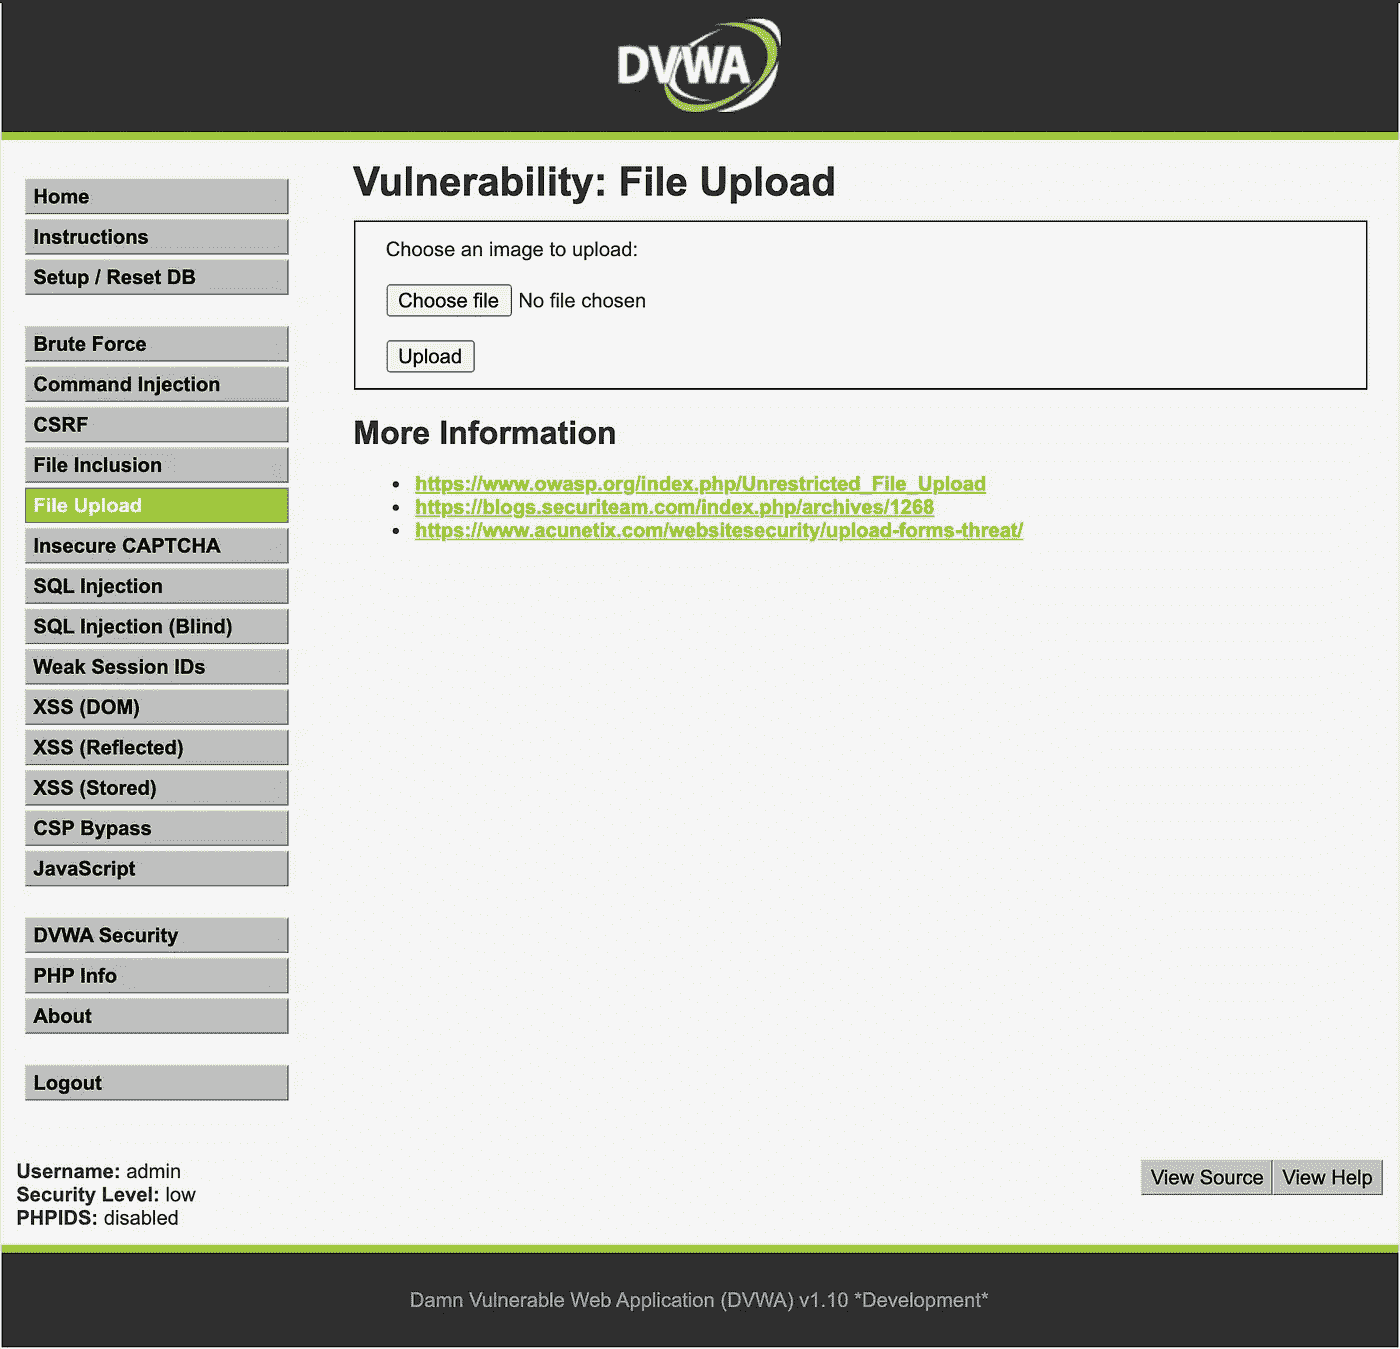 DVWA
Home
Instructions
Setup / Reset DB
Brute Force
Command Injection
CSRF
File Inclusion
File Upload
Insecure CAPTCHA
SQL Injection
SQL Injection (Blind)
Weak Session IDs
XSS (DOM)
XSS (Reflected)
XSS (Stored)
CSP Bypass
JavaScript
DVWA Security
PHP Info
About
Logout
Vulnerability: File Upload
Choose an image to upload:
Choose file No file chosen
Upload
More Information
https://www.owasp.org/index.php/Unrestricted_File_Upload
https://blogs.securiteam.com/index.php/archives/1268
https://www.acunetix.com/websitesecurity/upload-forms-threat/
Username: admin
Security Level: low
PHPIDS: disabled
View Source View Help
Damn Vulnerable Web Application (DVWA) v1.10 *Development*